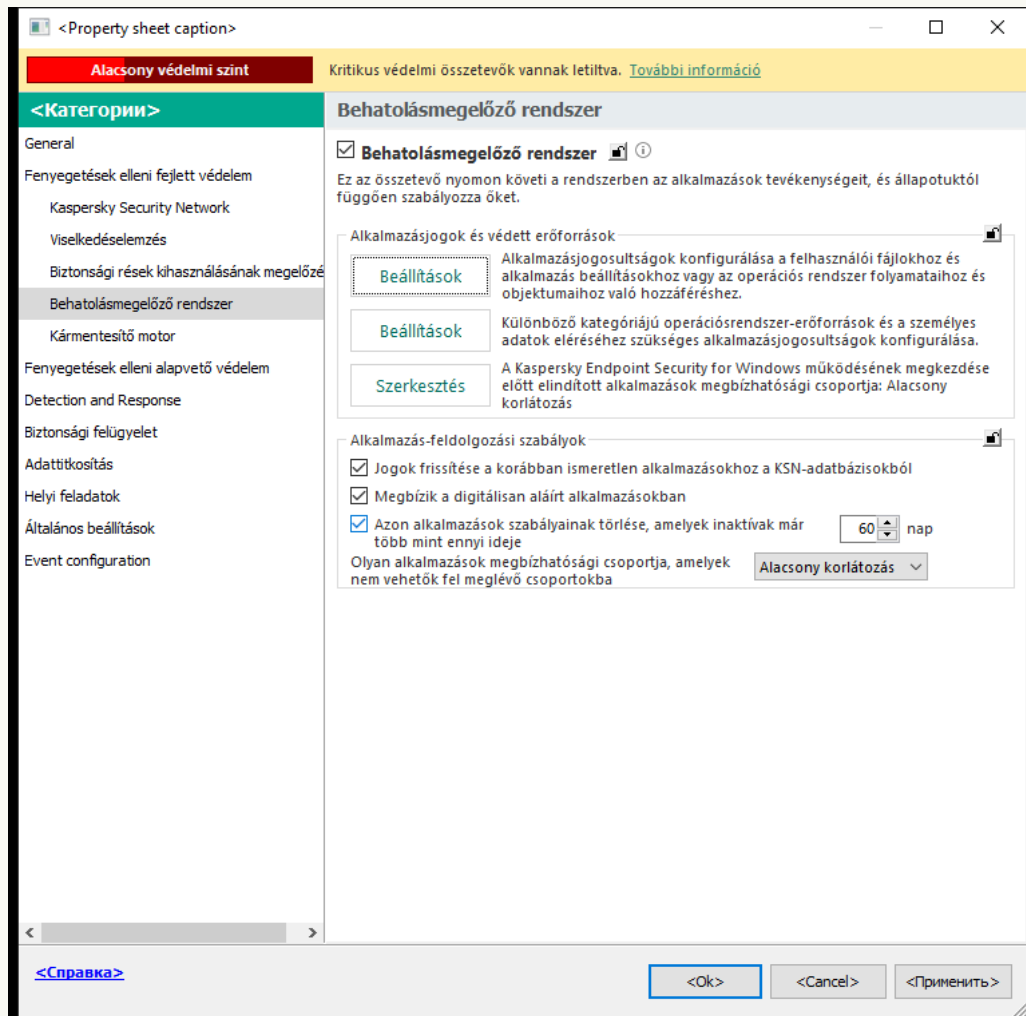 <Property sheet caption>
Alacsony védelmi szint
Kritikus védelmi összetevők vannak letiltva. További információ
<Категории>
General
Fenyegetések elleni fejlett védelem
Kaspersky Security Network
Viselkedéselemzés
Biztonsági rések kihasználásának megelőzé
Behatolásmegelőző rendszer
Kármentesítő motor
Fenyegetések elleni alapvető védelem
Detection and Response
Biztonsági felügyelet
Adattitkosítás
Helyi feladatok
Általános beállítások
Event configuration
Behatolásmegelőző rendszer
Behatolásmegelőző rendszer
Ez az összetevő nyomon követi a rendszerben az alkalmazások tevékenységeit, és állapotuktól
függően szabályozza őket.
Alkalmazásjogok és védett erőforrások
Beállítások
Alkalmazásjogosultságok konfigurálása a felhasználói fájlokhoz és
alkalmazás beállításokhoz vagy az operációs rendszer folyamataihoz és
objektumaihoz való hozzáféréshez.
Beállítások
Különböző kategóriájú operációsrendszer-erőforrások és a személyes
adatok eléréséhez szükséges alkalmazásjogosultságok konfigurálása.
Szerkesztés
A Kaspersky Endpoint Security for Windows működésének megkezdése
előtt elindított alkalmazások megbízhatósági csoportja: Alacsony
korlátozás
Alkalmazás-feldolgozási szabályok
Jogok frissítése a korábban ismeretlen alkalmazásokhoz a KSN-adatbázisokból
Megbízik a digitálisan aláírt alkalmazásokban
Azon alkalmazások szabályainak törlése, amelyek inaktívak már
több mint ennyi ideje
60 nap
Olyan alkalmazások megbízhatósági csoportja, amelyek
nem vehetők fel meglévő csoportokba
Alacsony korlátozás
<Справка>
<Ok>
<Cancel>
<Применить>